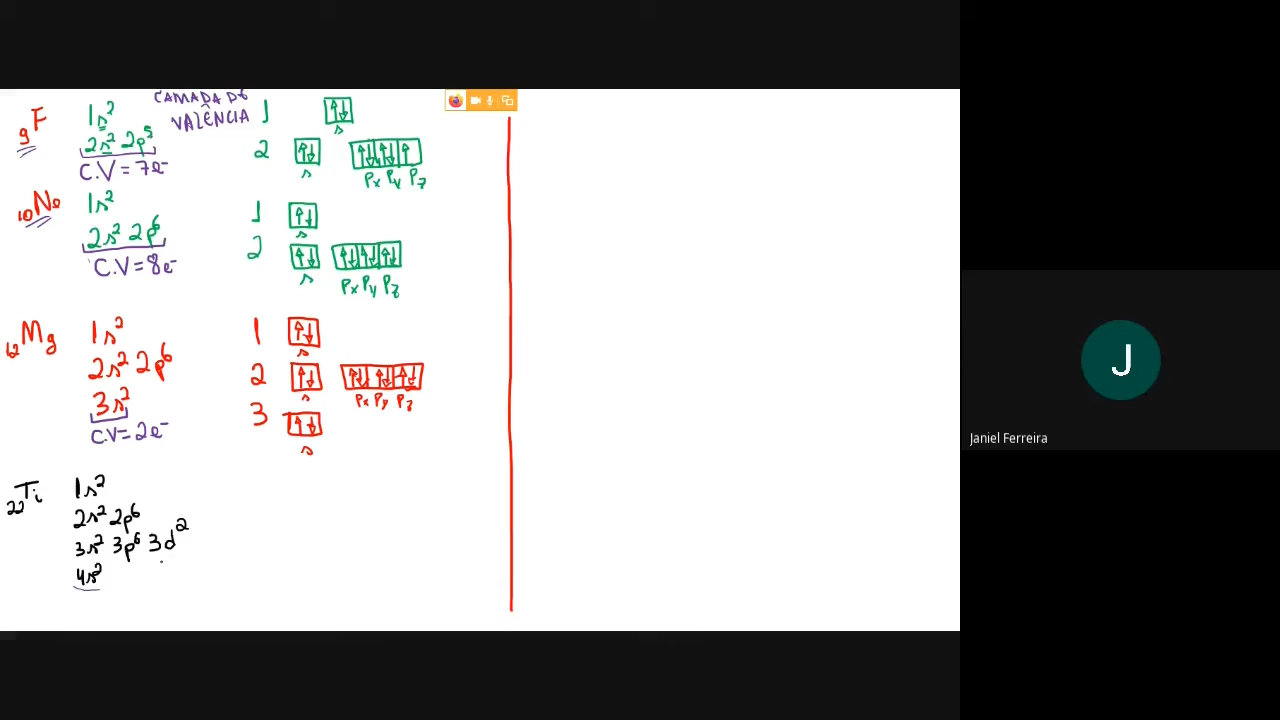 CAMADA DE
VALÊNCIA
₉F 1s² 1 ↑↓
s
2s² 2p⁵ 2 ↑↓ ↑↓ ↑↓ ↑
s Px Py Pz
C.V = 7e⁻
₁₀Ne 1s² 1 ↑↓
s
2s² 2p⁶ 2 ↑↓ ↑↓ ↑↓ ↑↓
s Px Py Pz
C.V = 8e⁻
₁₂Mg 1s² 1 ↑↓
s
2s² 2p⁶ 2 ↑↓ ↑↓ ↑↓ ↑↓
s Px Py Pz
3s² 3 ↑↓
s
C.V = 2e⁻
₂₂Ti 1s²
2s² 2p⁶
3s² 3p⁶ 3d²
4s²
J
Janiel Ferreira